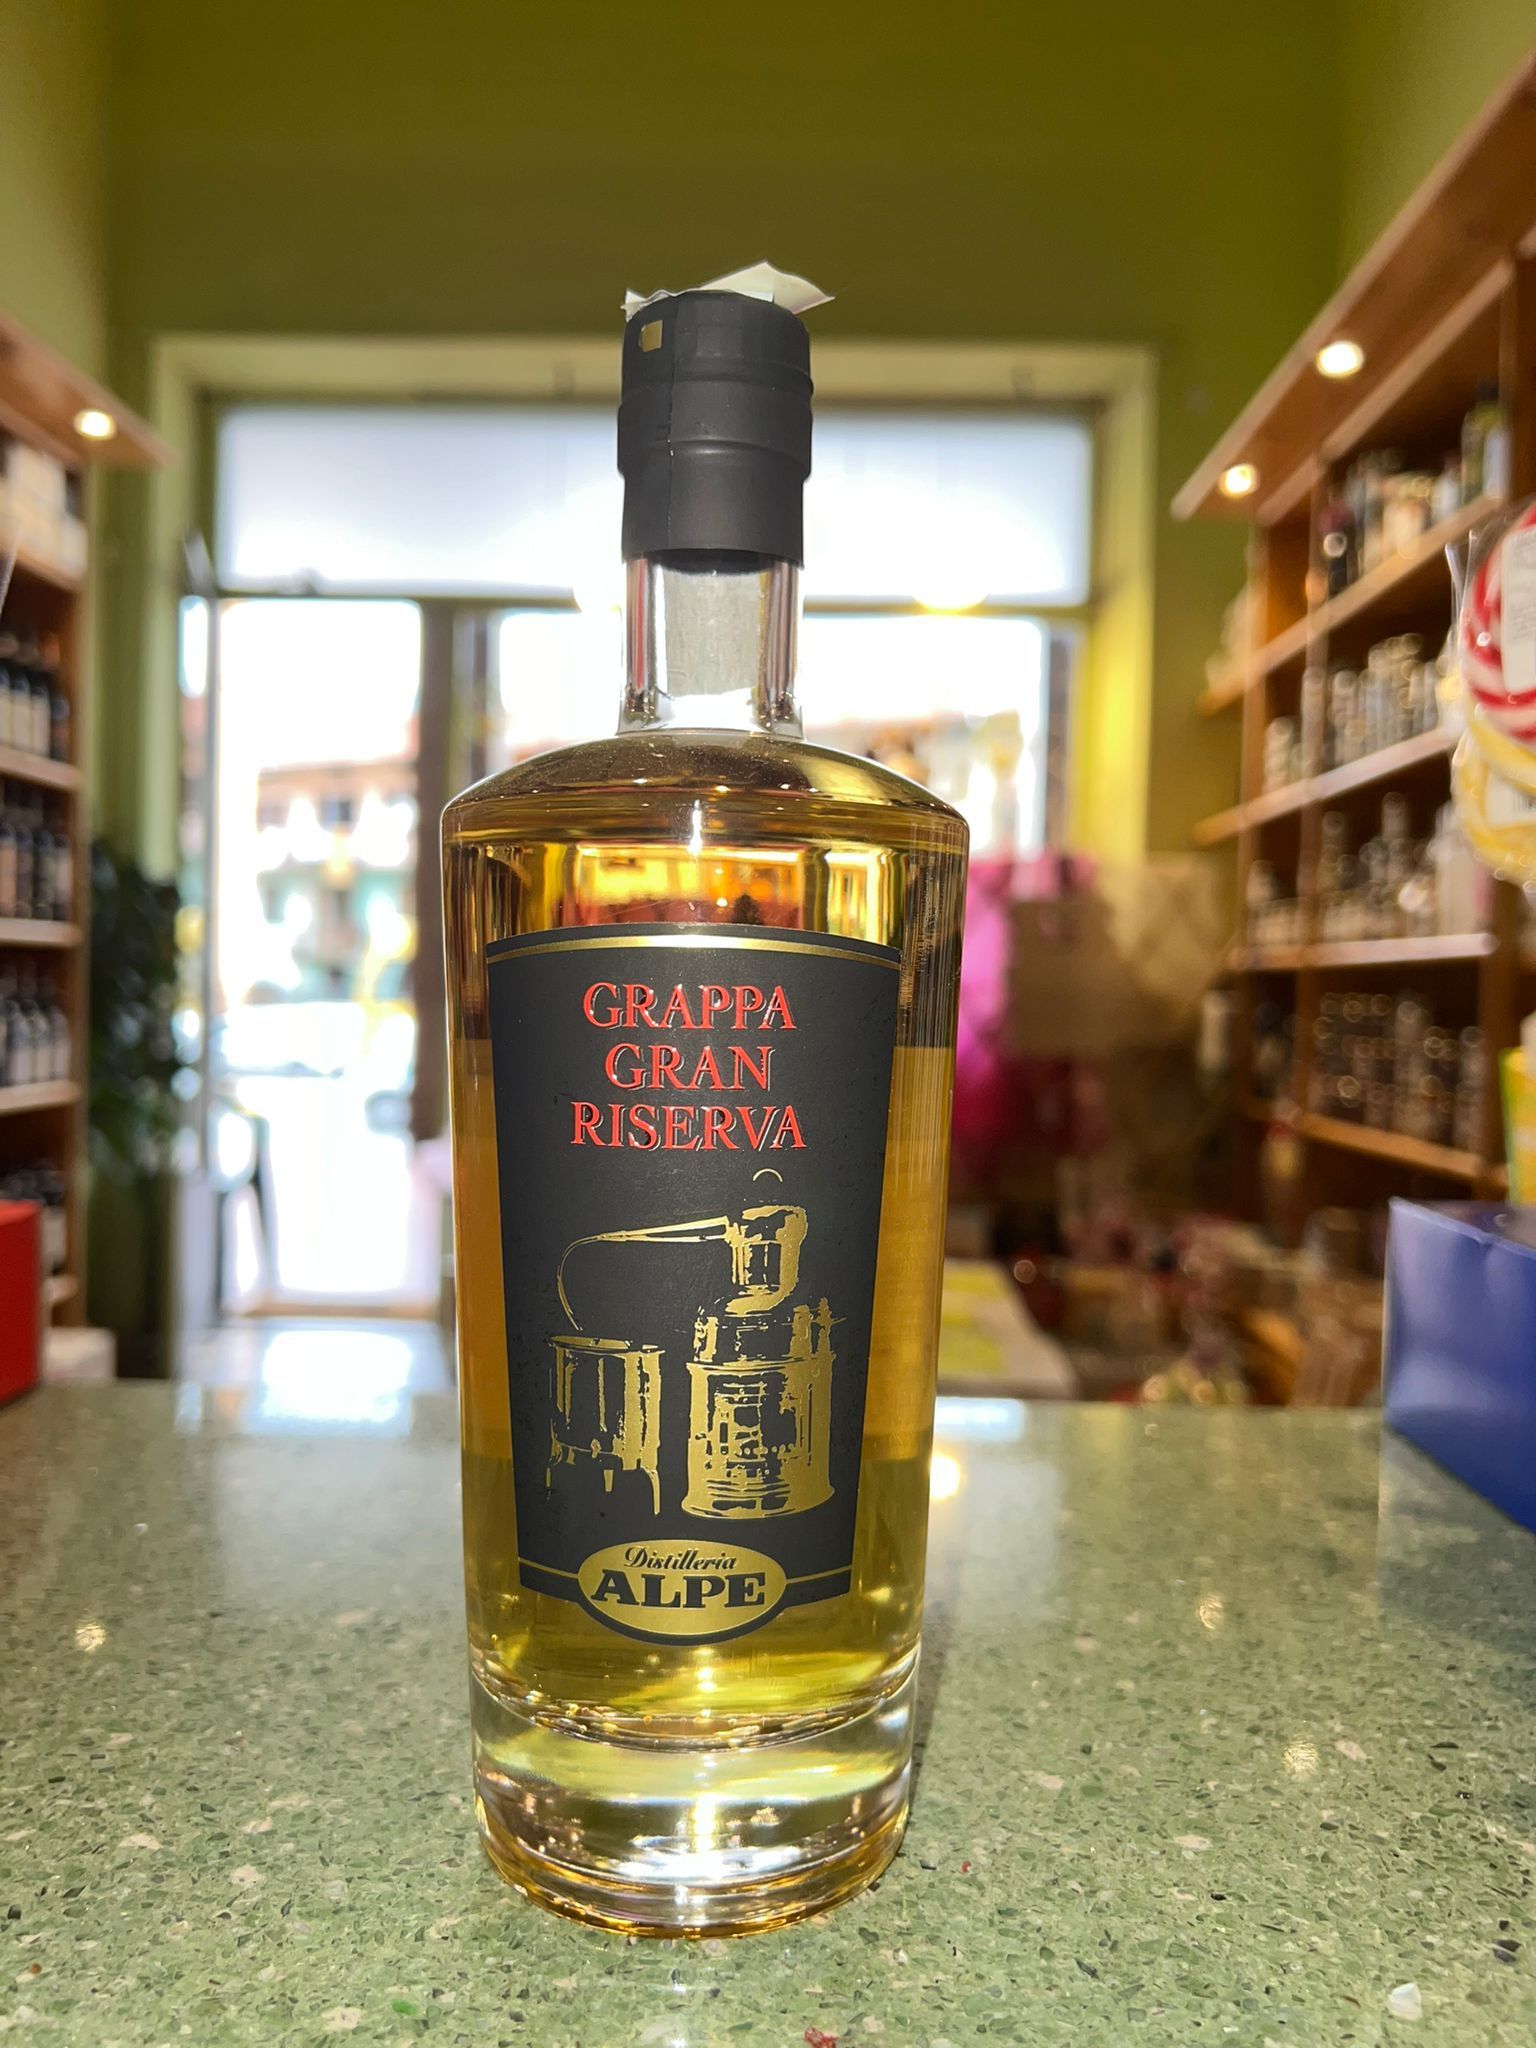 GRAPPA
GRAN
RISERVA
Distilleria
ALPE